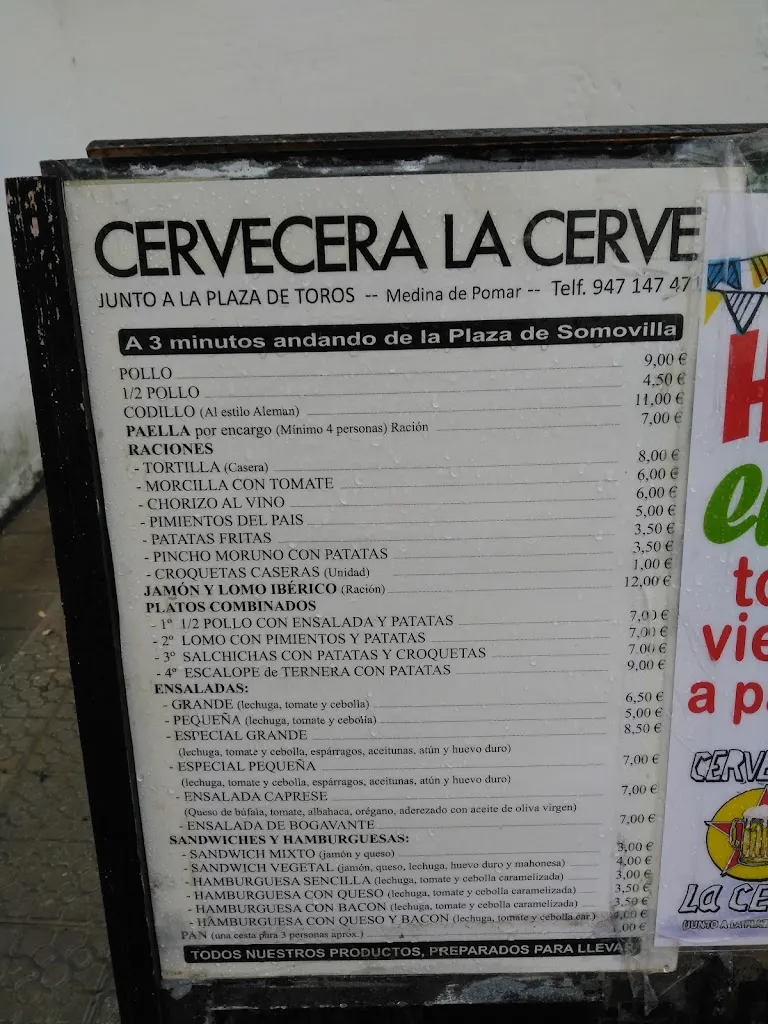 CERVECERA LA CERVE
JUNTO A LA PLAZA DE TOROS -- Medina de Pomar -- Telf. 947 147 471
A 3 minutos andando de la Plaza de Somovilla
POLLO 9,00 €
1/2 POLLO 4,50 €
CODILLO (Al estilo Aleman) 11,00 €
PAELLA por encargo (Mínimo 4 personas) Ración 7,00 €
RACIONES
- TORTILLA (Casera) 8,00 €
- MORCILLA CON TOMATE 6,00 €
- CHORIZO AL VINO 6,00 €
- PIMIENTOS DEL PAIS 5,00 €
- PATATAS FRITAS 3,50 €
- PINCHO MORUNO CON PATATAS 3,50 €
- CROQUETAS CASERAS (Unidad) 1,00 €
JAMÓN Y LOMO IBÉRICO (Ración) 12,00 €
PLATOS COMBINADOS
- 1º 1/2 POLLO CON ENSALADA Y PATATAS 7,00 €
- 2º LOMO CON PIMIENTOS Y PATATAS 7,00 €
- 3º SALCHICHAS CON PATATAS Y CROQUETAS 7.00 €
- 4º ESCALOPE de TERNERA CON PATATAS 9,00 €
ENSALADAS:
- GRANDE (lechuga, tomate y cebolla) 6,50 €
- PEQUEÑA (lechuga, tomate y cebolla) 5,00 €
- ESPECIAL GRANDE 8,50 €
(lechuga, tomate y cebolla, espárragos, aceitunas, atún y huevo duro)
- ESPECIAL PEQUEÑA 7,00 €
(lechuga, tomate y cebolla, espárragos, aceitunas, atún y huevo duro)
- ENSALADA CAPRESE 7,00 €
(Queso de búfala, tomate, albahaca, orégano, aderezado con aceite de oliva virgen)
- ENSALADA DE BOGAVANTE 7,00 €
SANDWICHES Y HAMBURGUESAS:
- SANDWICH MIXTO (jamón y queso) 3,00 €
- SANDWICH VEGETAL (jamón, queso, lechuga, huevo duro y mahonesa) 4,00 €
- HAMBURGUESA SENCILLA (lechuga, tomate y cebolla caramelizada) 3,00 €
- HAMBURGUESA CON QUESO (lechuga, tomate y cebolla caramelizada) 3,50 €
- HAMBURGUESA CON BACON (lechuga, tomate y cebolla caramelizada) 3,50 €
- HAMBURGUESA CON QUESO Y BACON (lechuga, tomate y cebolla car.) 4,00 €
PAN (una cesta para 3 personas aprox.) 1,00 €
TODOS NUESTROS PRODUCTOS, PREPARADOS PARA LLEVAR
H
to
vie
a pa
CERVE
La CE